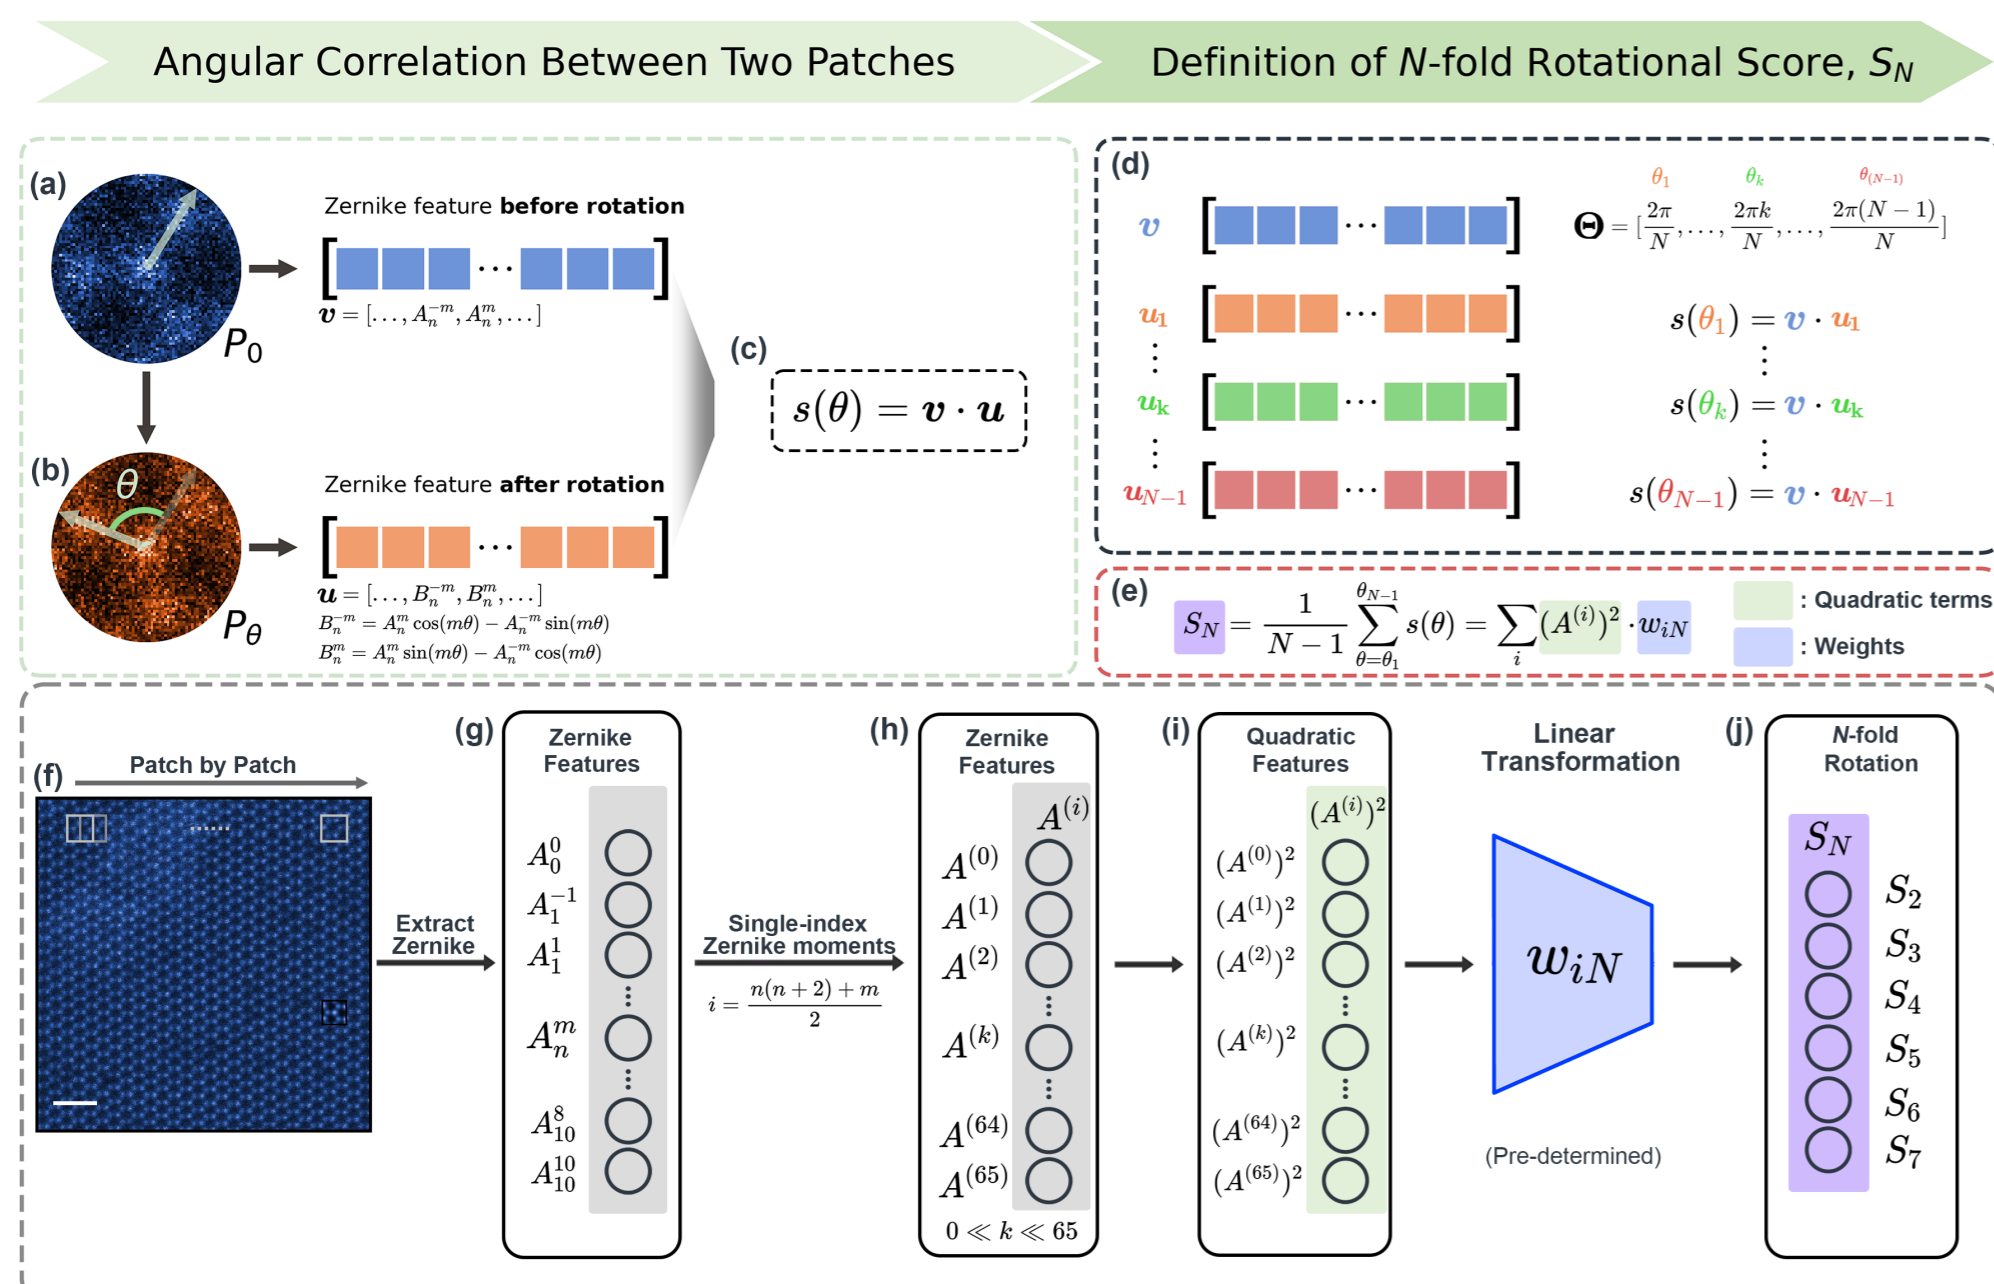 Angular Correlation Between Two Patches
Definition of N-fold Rotational Score, S_N
(a)
P_0
Zernike feature before rotation
[ ⋯ ]
v = [..., A_n^{-m}, A_n^m, ...]
(b)
θ
P_θ
Zernike feature after rotation
[ ⋯ ]
u = [..., B_n^{-m}, B_n^m, ...]
B_n^{-m} = A_n^m cos(mθ) − A_n^{-m} sin(mθ)
B_n^m = A_n^m sin(mθ) − A_n^{-m} cos(mθ)
(c)
s(θ) = v · u
(d)
v [ ⋯ ]
u_1 [ ⋯ ]
⋮
u_k [ ⋯ ]
⋮
u_{N−1} [ ⋯ ]
θ_1 θ_k θ_{(N−1)}
Θ = [2π/N, ..., 2πk/N, ..., 2π(N − 1)/N]
s(θ_1) = v · u_1
⋮
s(θ_k) = v · u_k
⋮
s(θ_{N−1}) = v · u_{N−1}
(e)
S_N = 1/(N − 1) ∑_{θ=θ_1}^{θ_{N−1}} s(θ) = ∑_i (A^{(i)})^2 · w_{iN}
: Quadratic terms
: Weights
(f)
Patch by Patch
......
Extract
Zernike
(g)
Zernike
Features
A_0^0
A_1^{-1}
A_1^1
⋮
A_n^m
⋮
A_{10}^8
A_{10}^{10}
Single-index
Zernike moments
i = (n(n + 2) + m)/2
(h)
Zernike
Features
A^{(i)}
A^{(0)}
A^{(1)}
A^{(2)}
⋮
A^{(k)}
⋮
A^{(64)}
A^{(65)}
0 ≪ k ≪ 65
(i)
Quadratic
Features
(A^{(i)})^2
(A^{(0)})^2
(A^{(1)})^2
(A^{(2)})^2
⋮
(A^{(k)})^2
⋮
(A^{(64)})^2
(A^{(65)})^2
Linear
Transformation
w_{iN}
(Pre-determined)
(j)
N-fold
Rotation
S_N
S_2
S_3
S_4
S_5
S_6
S_7